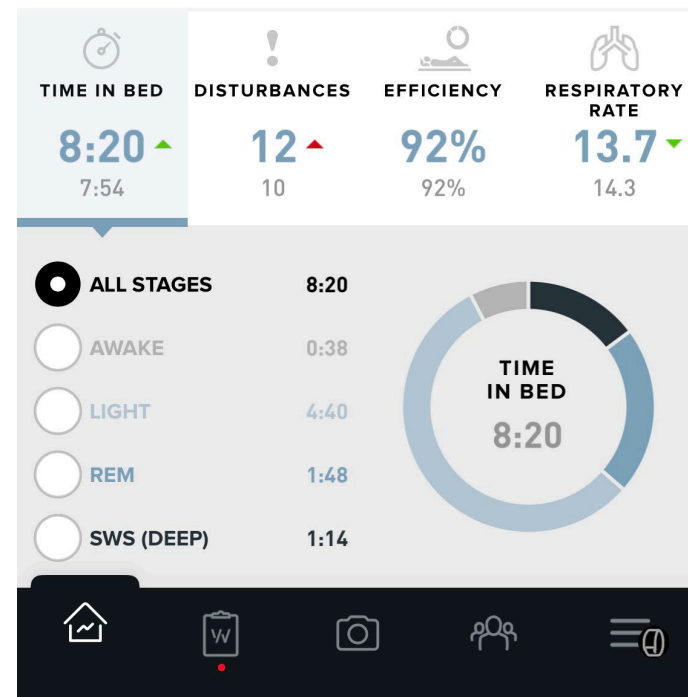 TIME IN BED
8:20
7:54
DISTURBANCES
12
10
EFFICIENCY
92%
92%
RESPIRATORY
RATE
13.7
14.3
ALL STAGES 8:20
AWAKE 0:38
LIGHT 4:40
REM 1:48
SWS (DEEP) 1:14
TIME
IN BED
8:20